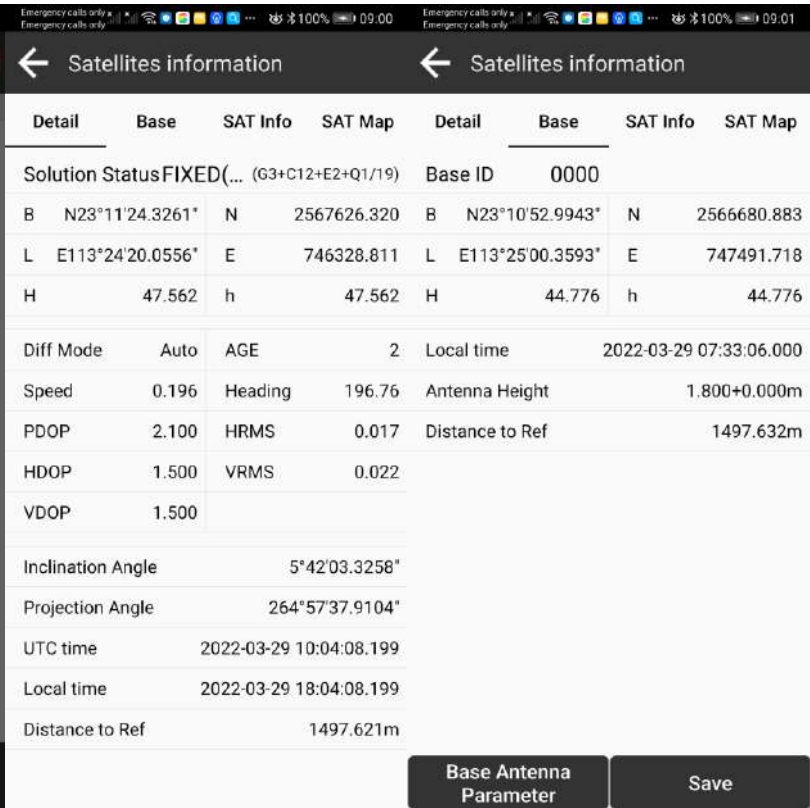 Emergency calls only
Emergency calls only
100% 09:00
Satellites information
Detail Base SAT Info SAT Map
Solution Status FIXED(... (G3+C12+E2+Q1/19)
B N23°11'24.3261" N 2567626.320
L E113°24'20.0556" E 746328.811
H 47.562 h 47.562
Diff Mode Auto AGE 2
Speed 0.196 Heading 196.76
PDOP 2.100 HRMS 0.017
HDOP 1.500 VRMS 0.022
VDOP 1.500
Inclination Angle 5°42'03.3258"
Projection Angle 264°57'37.9104"
UTC time 2022-03-29 10:04:08.199
Local time 2022-03-29 18:04:08.199
Distance to Ref 1497.621m
Emergency calls only
Emergency calls only
100% 09:01
Satellites information
Detail Base SAT Info SAT Map
Base ID 0000
B N23°10'52.9943" N 2566680.883
L E113°25'00.3593" E 747491.718
H 44.776 h 44.776
Local time 2022-03-29 07:33:06.000
Antenna Height 1.800+0.000m
Distance to Ref 1497.632m
Base Antenna
Parameter
Save